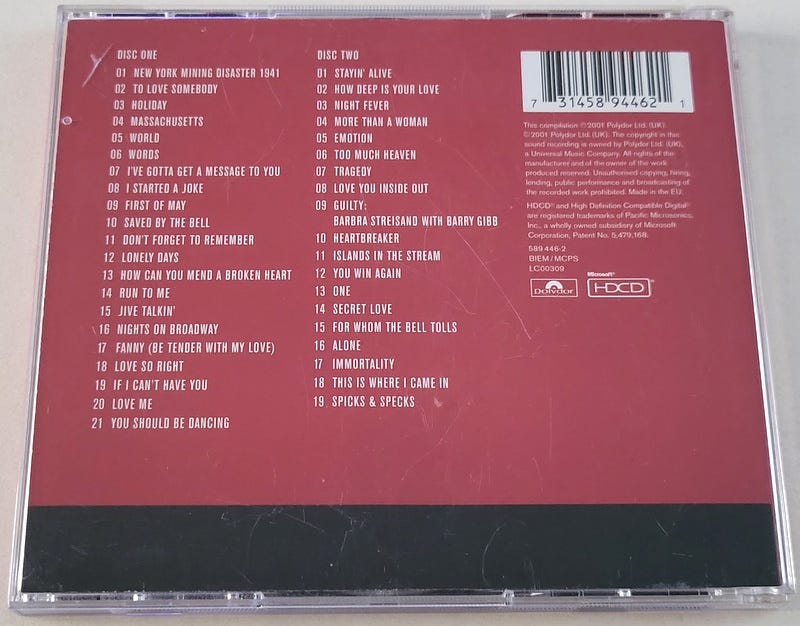 DISC ONE
01 NEW YORK MINING DISASTER 1941
02 TO LOVE SOMEBODY
03 HOLIDAY
04 MASSACHUSETTS
05 WORLD
06 WORDS
07 I'VE GOTTA GET A MESSAGE TO YOU
08 I STARTED A JOKE
09 FIRST OF MAY
10 SAVED BY THE BELL
11 DON'T FORGET TO REMEMBER
12 LONELY DAYS
13 HOW CAN YOU MEND A BROKEN HEART
14 RUN TO ME
15 JIVE TALKIN'
16 NIGHTS ON BROADWAY
17 FANNY (BE TENDER WITH MY LOVE)
18 LOVE SO RIGHT
19 IF I CAN'T HAVE YOU
20 LOVE ME
21 YOU SHOULD BE DANCING
DISC TWO
01 STAYIN' ALIVE
02 HOW DEEP IS YOUR LOVE
03 NIGHT FEVER
04 MORE THAN A WOMAN
05 EMOTION
06 TOO MUCH HEAVEN
07 TRAGEDY
08 LOVE YOU INSIDE OUT
09 GUILTY:
BARBRA STREISAND WITH BARRY GIBB
10 HEARTBREAKER
11 ISLANDS IN THE STREAM
12 YOU WIN AGAIN
13 ONE
14 SECRET LOVE
15 FOR WHOM THE BELL TOLLS
16 ALONE
17 IMMORTALITY
18 THIS IS WHERE I CAME IN
19 SPICKS & SPECKS
7 31458 94462 1
This compilation ℗2001 Polydor Ltd. (UK).
©2001 Polydor Ltd. (UK). The copyright in this
sound recording is owned by Polydor Ltd. (UK),
a Universal Music Company. All rights of the
manufacturer and of the owner of the work
produced reserved. Unauthorised copying, hiring,
lending, public performance and broadcasting of
the recorded work prohibited. Made in the EU.
HDCD® and High Definition Compatible Digital®
are registered trademarks of Pacific Microsonics,
Inc., a wholly owned subsidiary of Microsoft
Corporation, Patent No. 5,479,168.
589 446-2
BIEM / MCPS
LC00309
polydor
Microsoft®
HDCD®